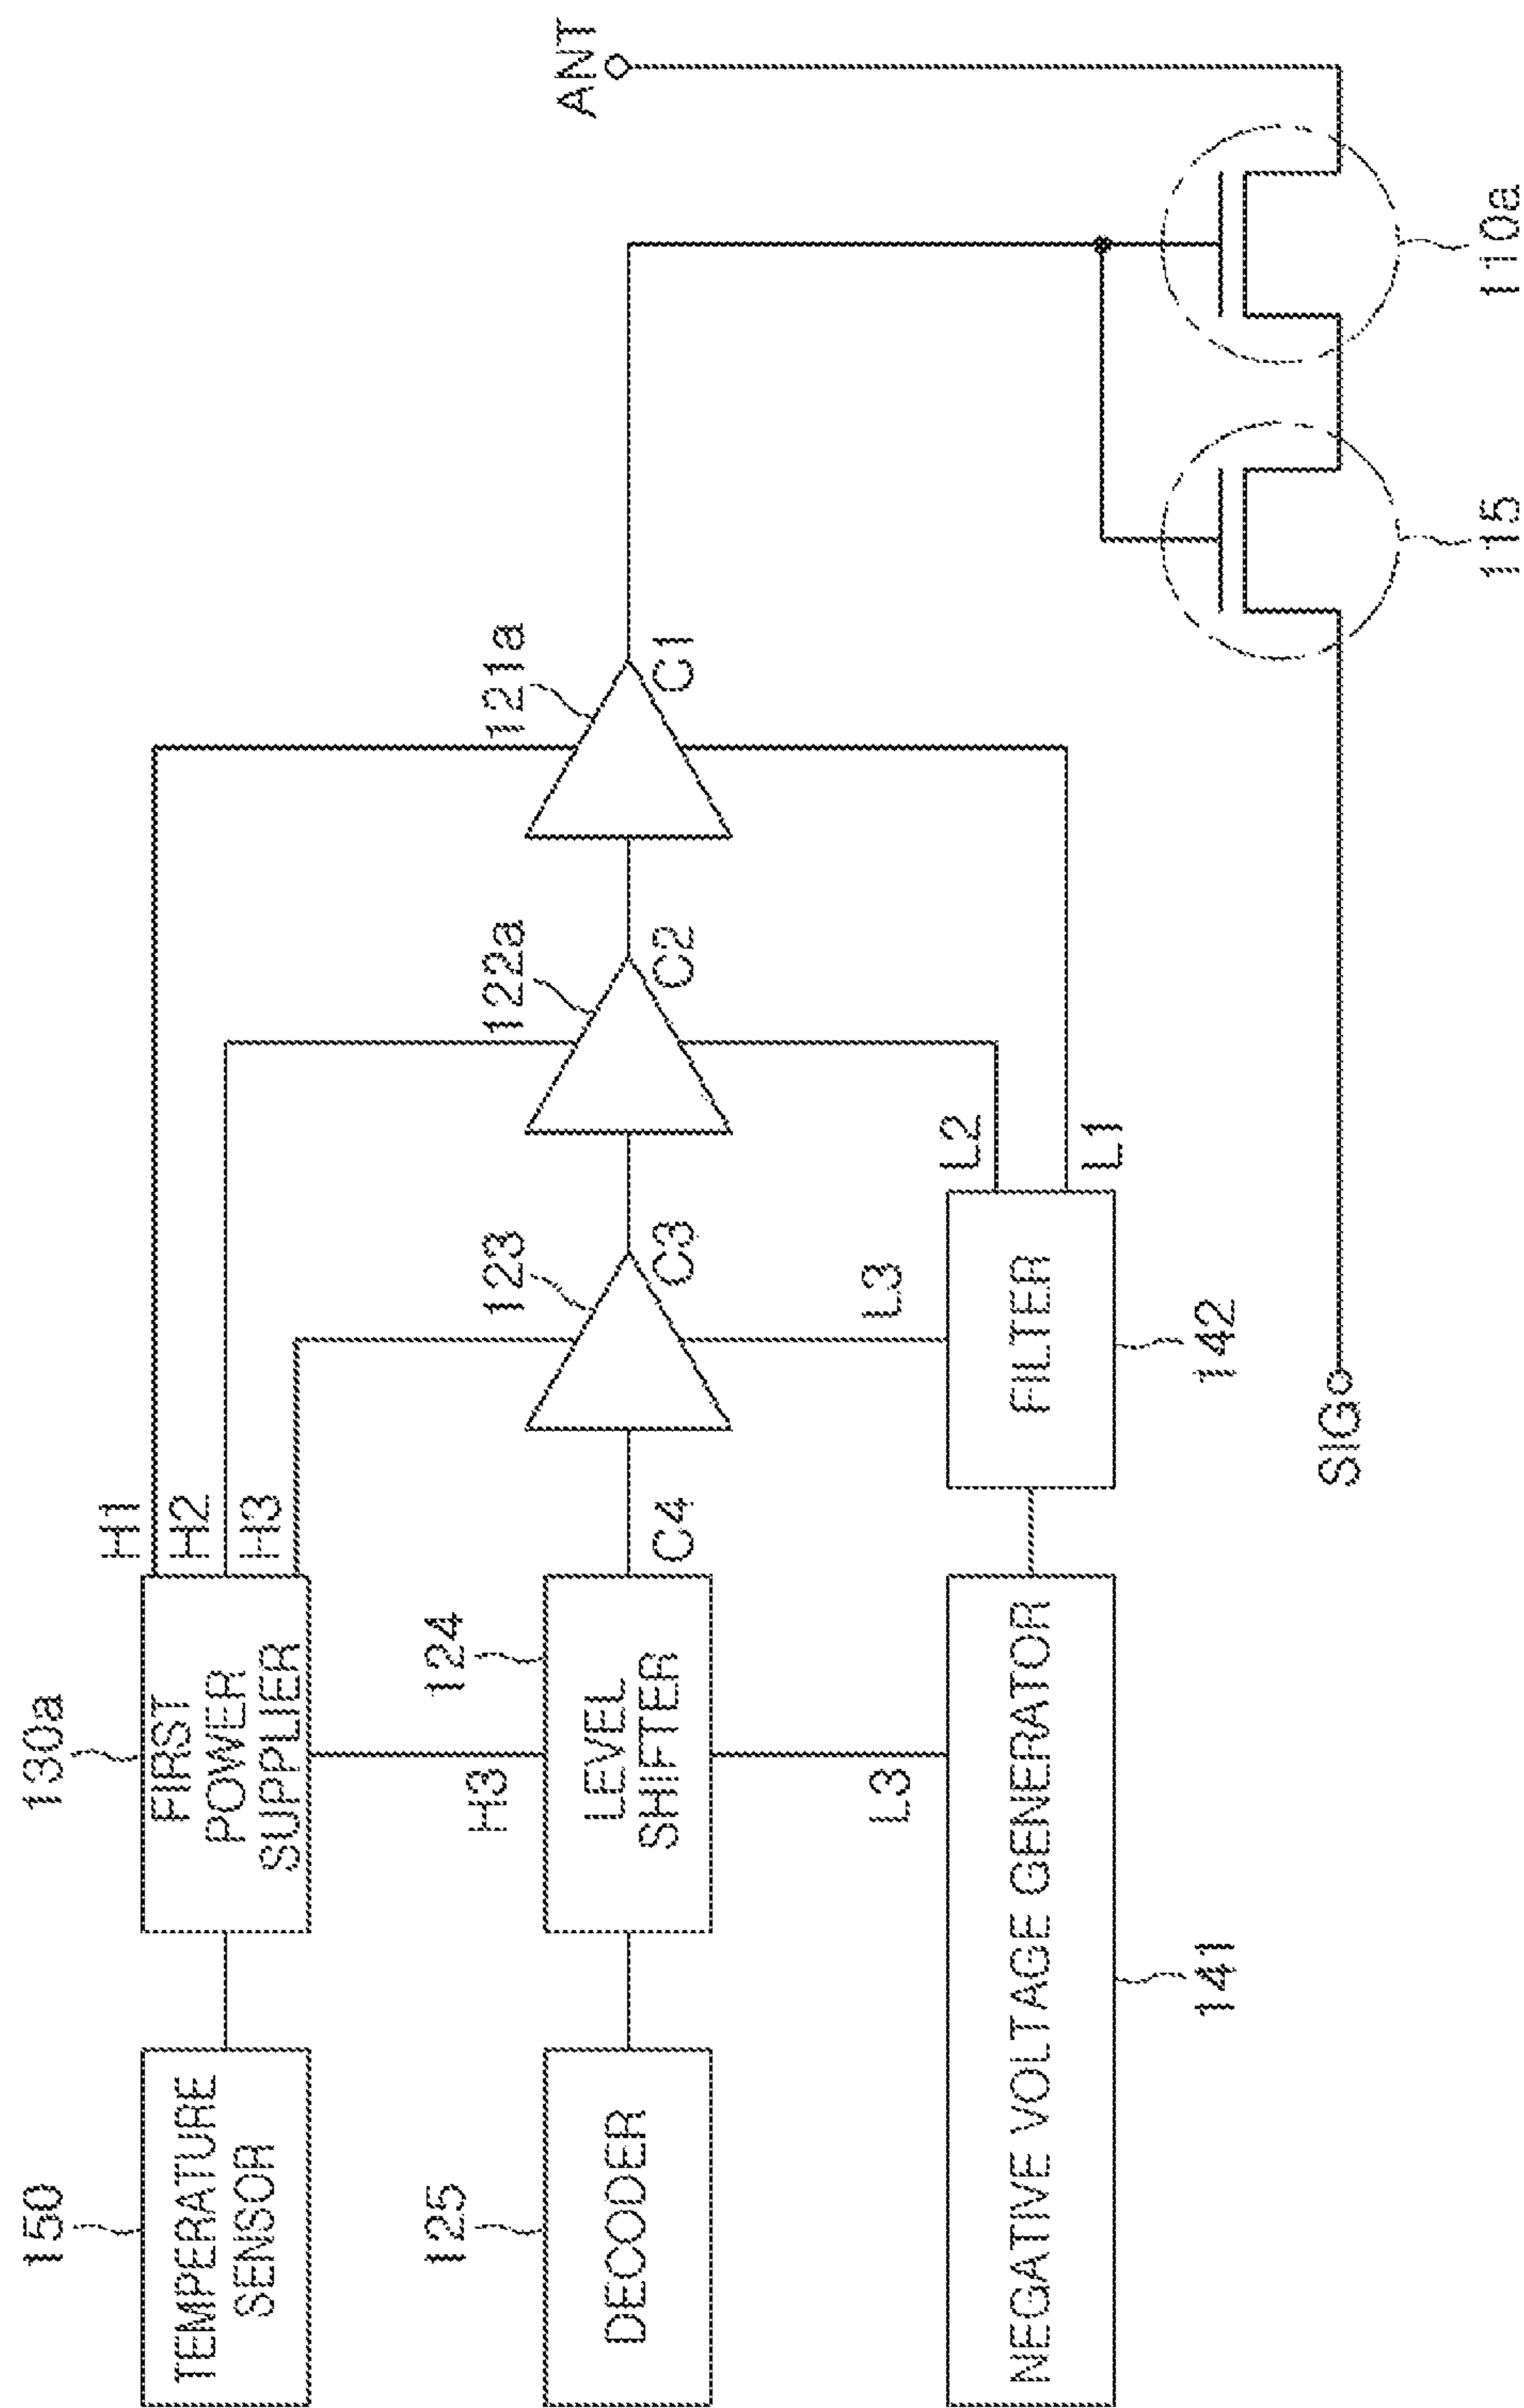 150
TEMPERATURE
SENSOR
130a
FIRST
POWER
SUPPLIER
H1
H2
H3
125
DECODER
124
LEVEL
SHIFTER
H3
L3
C4
123
C3
122a
C2
121a
C1
ANT
NEGATIVE VOLTAGE GENERATOR
141
FILTER
142
L3
L2
L1
SIG
115
110a